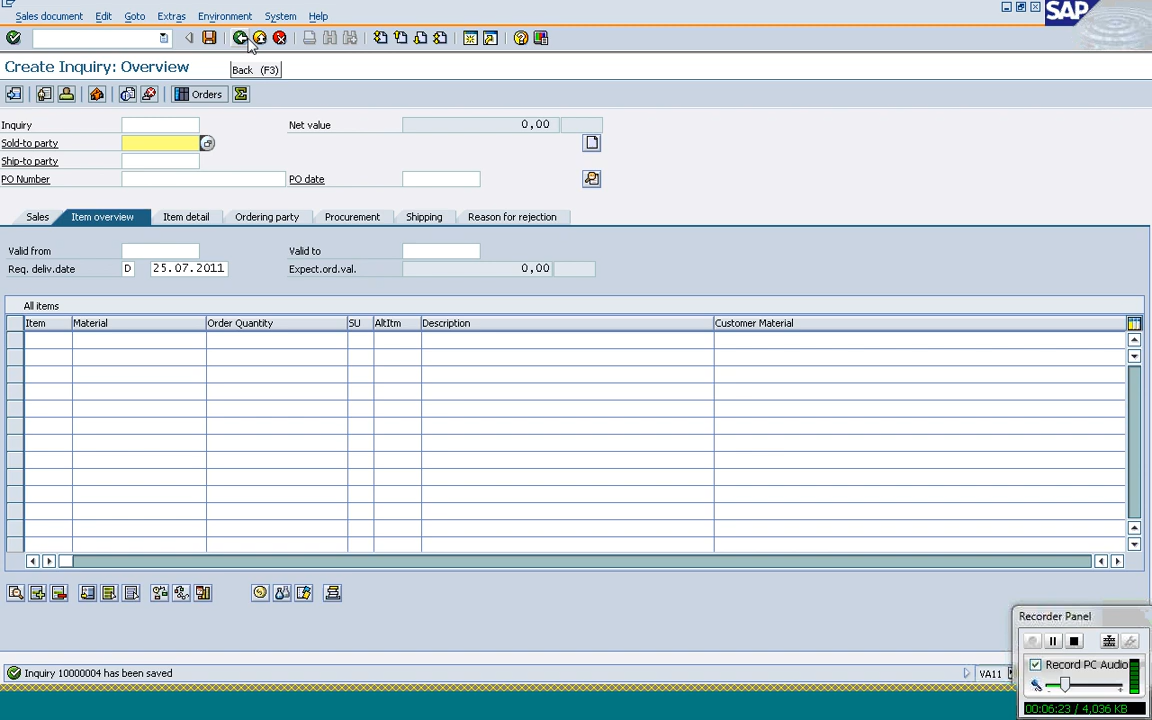 Sales document Edit Goto Extras Environment System Help
SAP
Create Inquiry: Overview
Back (F3)
Orders
Inquiry Net value 0,00
Sold-to party
Ship-to party
PO Number PO date
Sales Item overview Item detail Ordering party Procurement Shipping Reason for rejection
Valid from Valid to
Req. deliv.date D 25.07.2011 Expect.ord.val. 0,00
All items
Item Material Order Quantity SU AltItm Description Customer Material
Recorder Panel
Record PC Audio
Inquiry 10000004 has been saved VA11
00:06:23 / 4,036 KB